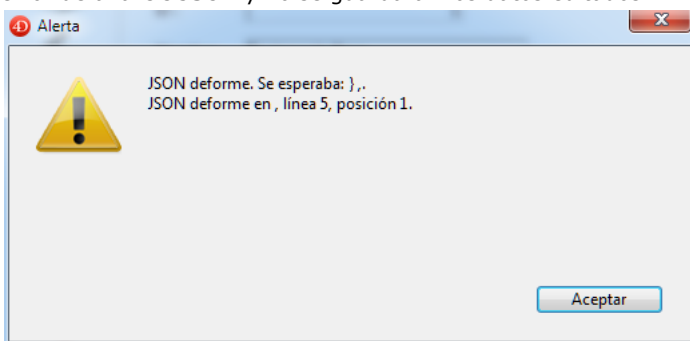 Alerta
JSON deforme. Se esperaba: } ,.
JSON deforme en , línea 5, posición 1.
Aceptar